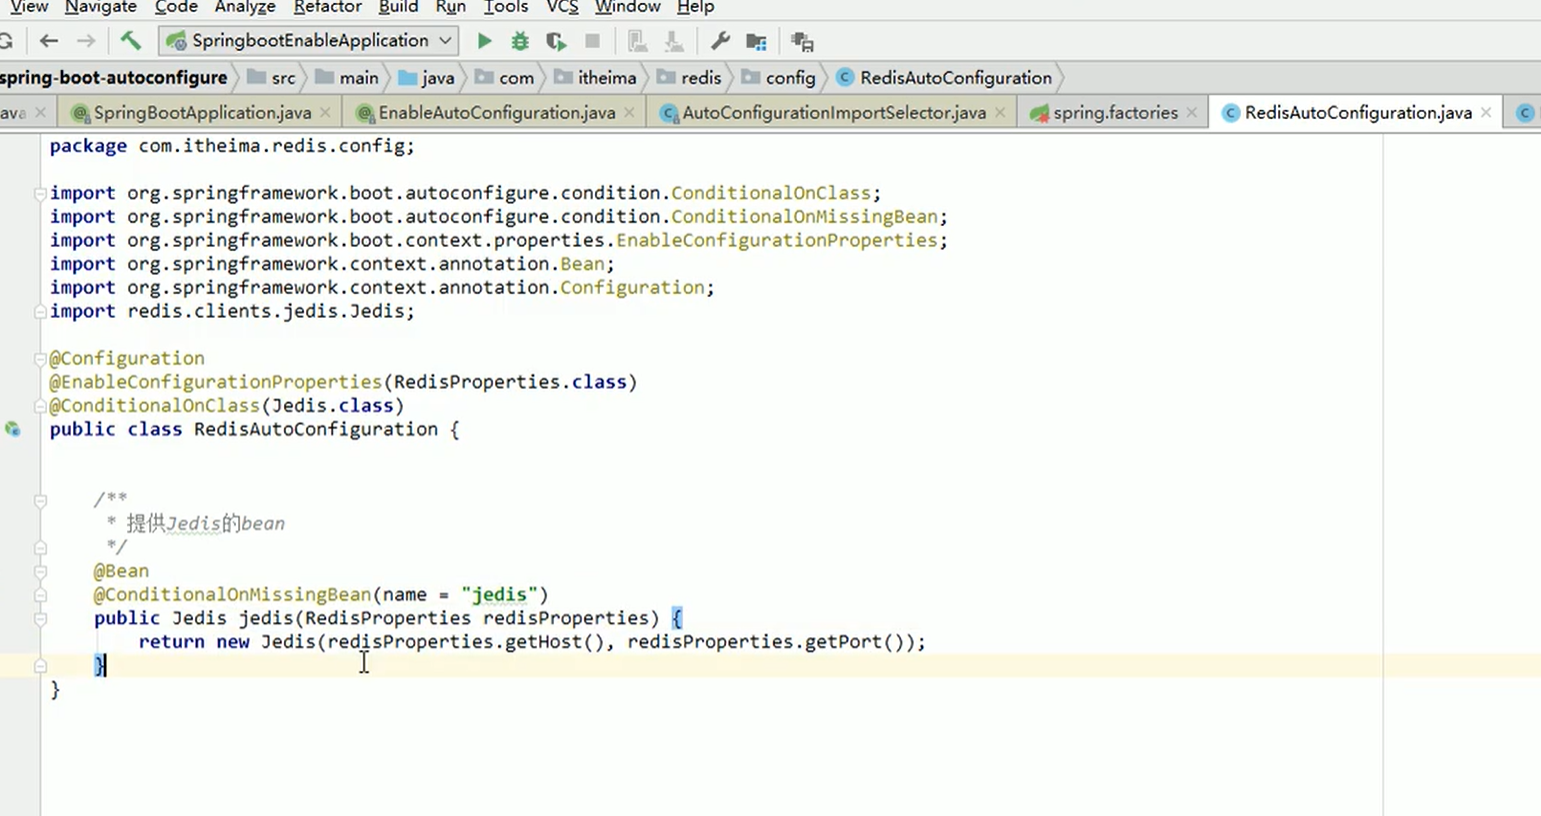 View Navigate Code Analyze Refactor Build Run Tools VCS Window Help
SpringbootEnableApplication
spring-boot-autoconfigure src main java com itheima redis config RedisAutoConfiguration
ava SpringBootApplication.java EnableAutoConfiguration.java AutoConfigurationImportSelector.java spring.factories RedisAutoConfiguration.java
package com.itheima.redis.config;
import org.springframework.boot.autoconfigure.condition.ConditionalOnClass;
import org.springframework.boot.autoconfigure.condition.ConditionalOnMissingBean;
import org.springframework.boot.context.properties.EnableConfigurationProperties;
import org.springframework.context.annotation.Bean;
import org.springframework.context.annotation.Configuration;
import redis.clients.jedis.Jedis;
@Configuration
@EnableConfigurationProperties(RedisProperties.class)
@ConditionalOnClass(Jedis.class)
public class RedisAutoConfiguration {
/**
* 提供Jedis的bean
*/
@Bean
@ConditionalOnMissingBean(name = "jedis")
public Jedis jedis(RedisProperties redisProperties) {
return new Jedis(redisProperties.getHost(), redisProperties.getPort());
}
}